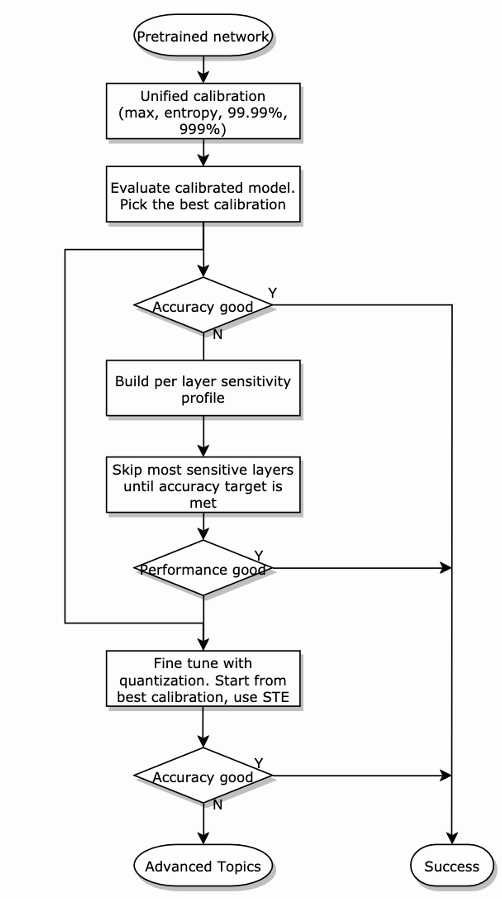 Pretrained network
Unified calibration
(max, entropy, 99.99%,
999%)
Evaluate calibrated model.
Pick the best calibration
Y
Accuracy good
N
Build per layer sensitivity
profile
Skip most sensitive layers
until accuracy target is
met
Y
Performance good
Fine tune with
quantization. Start from
best calibration, use STE
Y
Accuracy good
N
Advanced Topics
Success